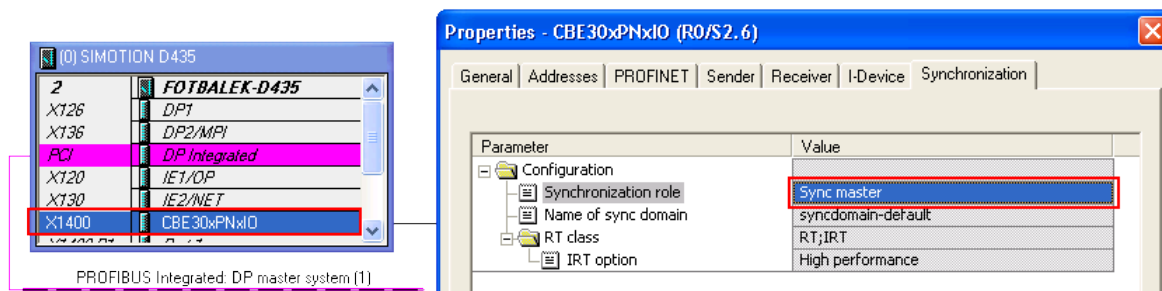 (0) SIMOTION D435
2 FOTBALEK-D435
X126 DP1
X136 DP2/MPI
PCI DP Integrated
X120 IE1/OP
X130 IE2/NET
X1400 CBE30xPNxIO
PROFIBUS Integrated: DP master system (1)
Properties - CBE30xPNxIO (R0/S2.6)
General Addresses PROFINET Sender Receiver I-Device Synchronization
Parameter Value
Configuration
Synchronization role Sync master
Name of sync domain syncdomain-default
RT class RT;IRT
IRT option High performance